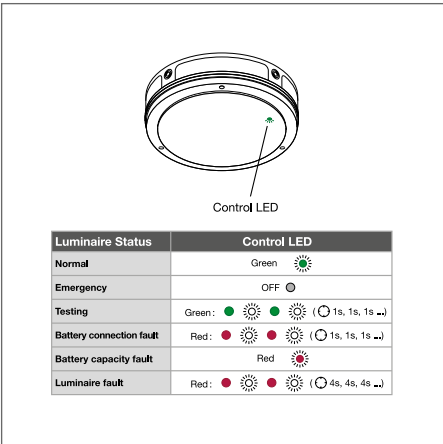 Control LED
Luminaire Status Control LED
Normal Green
Emergency OFF
Testing Green: ( 1s, 1s, 1s ...)
Battery connection fault Red: ( 1s, 1s, 1s ...)
Battery capacity fault Red
Luminaire fault Red: ( 4s, 4s, 4s ...)